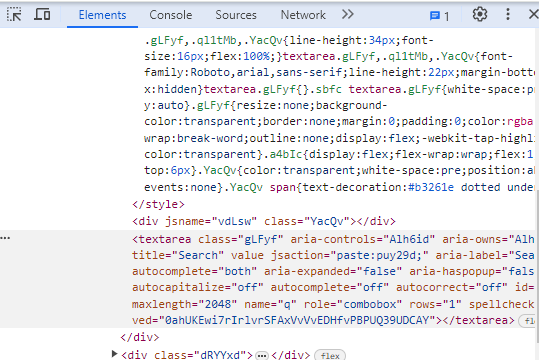 Elements Console Sources Network >> 1
.gLFyf,.ql1tMb,.YacQv{line-height:34px;font-
size:16px;flex:100%;}textarea.gLFyf,.ql1tMb,.YacQv{font-
family:Roboto,arial,sans-serif;line-height:22px;margin-botto
x:hidden}textarea.gLFyf{}.sbfc textarea.gLFyf{white-space:pr
y:auto}.gLFyf{resize:none;background-
color:transparent;border:none;margin:0;padding:0;color:rgba
wrap:break-word;outline:none;display:flex;-webkit-tap-highli
color:transparent}.a4bIc{display:flex;flex-wrap:wrap;flex:1
top:6px}.YacQv{color:transparent;white-space:pre;position:ab
events:none}.YacQv span{text-decoration:#b3261e dotted under
</style>
<div jsname="vdLsw" class="YacQv"></div>
<textarea class="gLFyf" aria-controls="Alh6id" aria-owns="Alh
title="Search" value jsaction="paste:puy29d;" aria-label="Sea
autocomplete="both" aria-expanded="false" aria-haspopup="fals
autocapitalize="off" autocomplete="off" autocorrect="off" id=
maxlength="2048" name="q" role="combobox" rows="1" spellcheck
ved="0ahUKEwi7rIrlvrSFAxVvVvEDHfvPBPUQ39UDCAY"></textarea> fle
</div>
<div class="dRYYxd"> … </div> flex